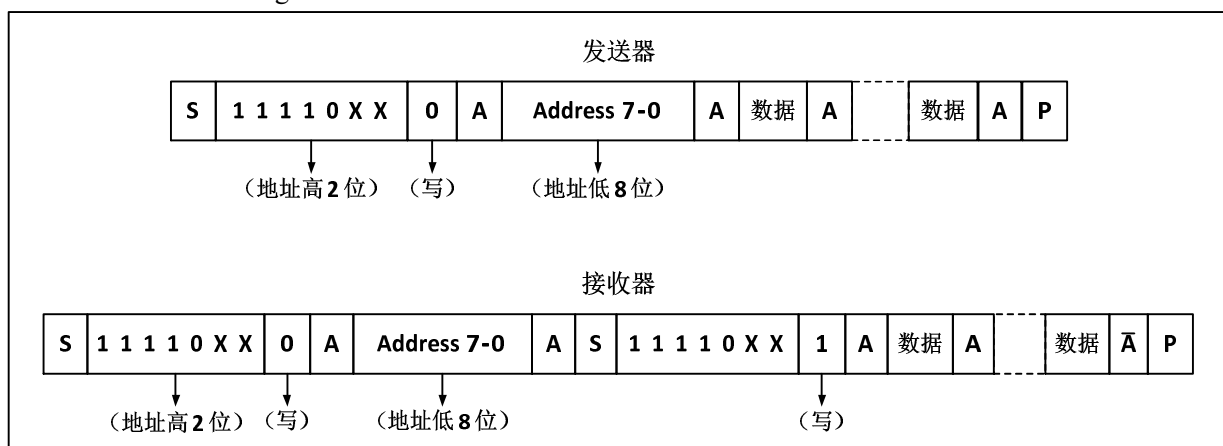 发送器
S 1 1 1 1 0 X X 0 A Address 7-0 A 数据 A 数据 A P
（地址高2位） （写） （地址低8位）
接收器
S 1 1 1 1 0 X X 0 A Address 7-0 A S 1 1 1 1 0 X X 1 A 数据 A 数据 A̅ P
（地址高2位） （写） （地址低8位） （写）